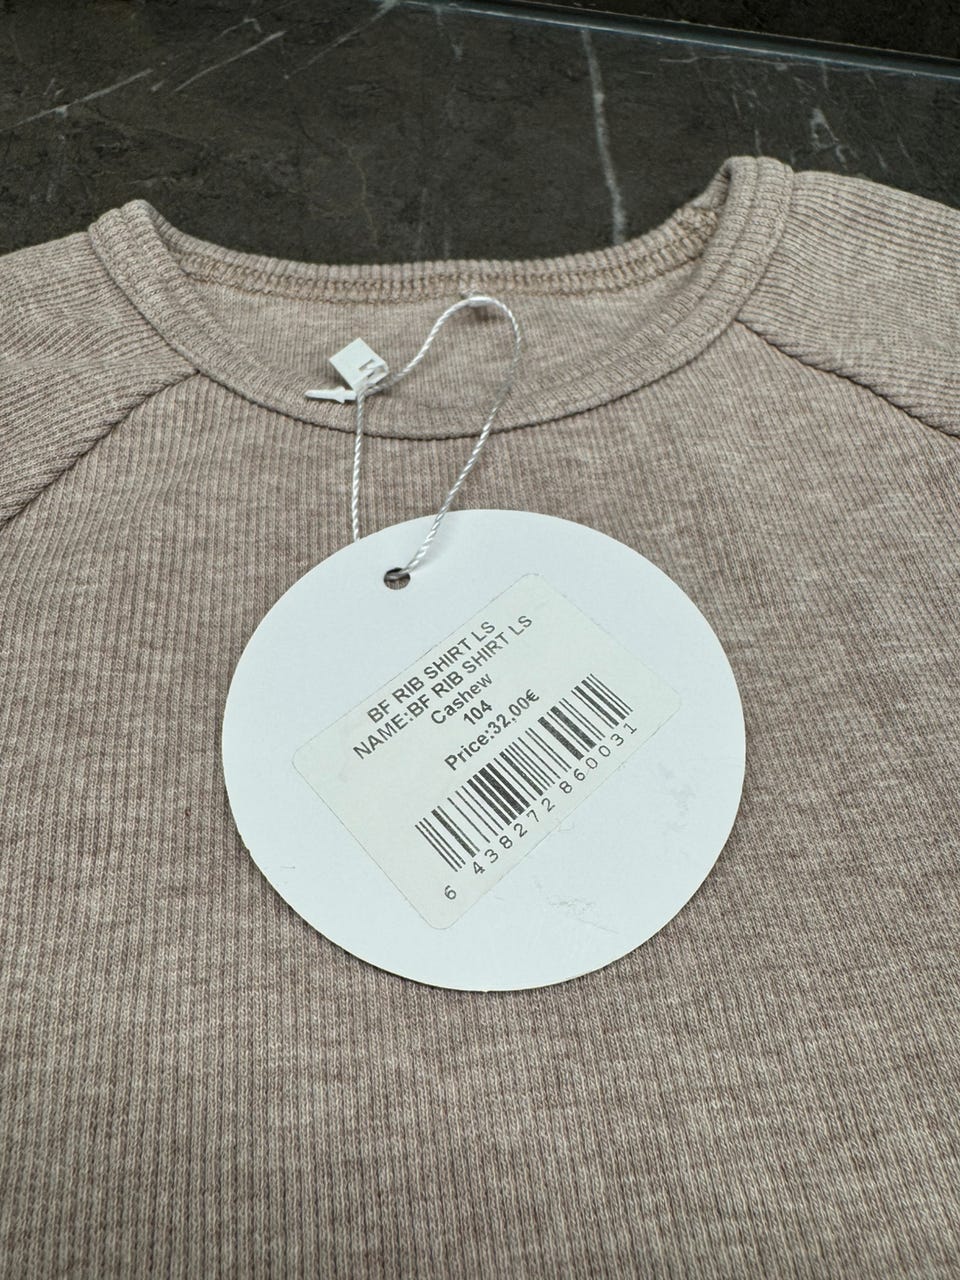 BF RIB SHIRT LS
NAME:BF RIB SHIRT LS
Cashew
104
Price:32,00€
6 438272 860031